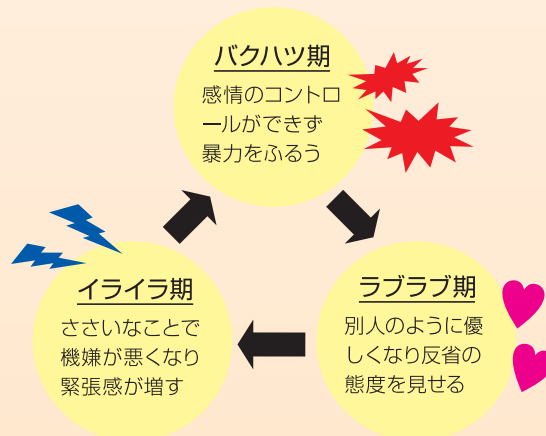 バクハツ期
感情のコントロ
ールができず
暴力をふるう
イライラ期
ささいなことで
機嫌が悪くなり
緊張感が増す
ラブラブ期
別人のように優
しくなり反省の
態度を見せる